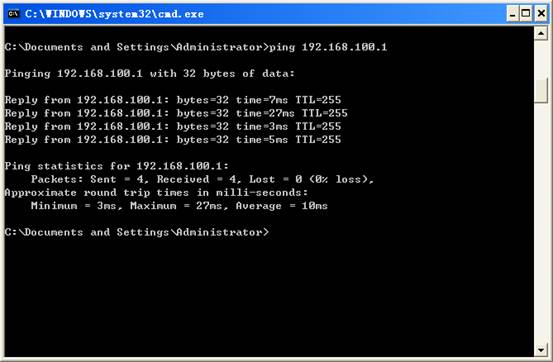 C:\WINDOWS\system32\cmd.exe
C:\Documents and Settings\Administrator>ping 192.168.100.1
Pinging 192.168.100.1 with 32 bytes of data:
Reply from 192.168.100.1: bytes=32 time=7ms TTL=255
Reply from 192.168.100.1: bytes=32 time=27ms TTL=255
Reply from 192.168.100.1: bytes=32 time=3ms TTL=255
Reply from 192.168.100.1: bytes=32 time=5ms TTL=255
Ping statistics for 192.168.100.1:
Packets: Sent = 4, Received = 4, Lost = 0 (0% loss),
Approximate round trip times in milli-seconds:
Minimum = 3ms, Maximum = 27ms, Average = 10ms
C:\Documents and Settings\Administrator>